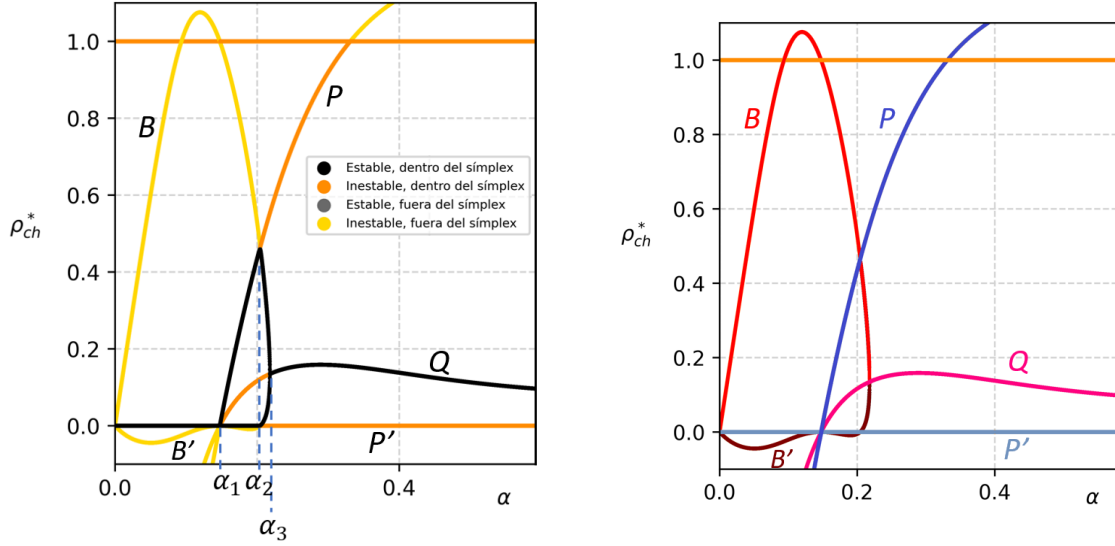 1.0
0.8
0.6
0.4
0.2
0.0
ρ*ch
B
P
Estable, dentro del símplex
Inestable, dentro del símplex
Estable, fuera del símplex
Inestable, fuera del símplex
Q
B’
P’
0.0
α1
α2
0.4
α
α3
1.0
0.8
0.6
0.4
0.2
0.0
ρ*ch
B
P
Q
B’
P’
0.0
0.2
0.4
α